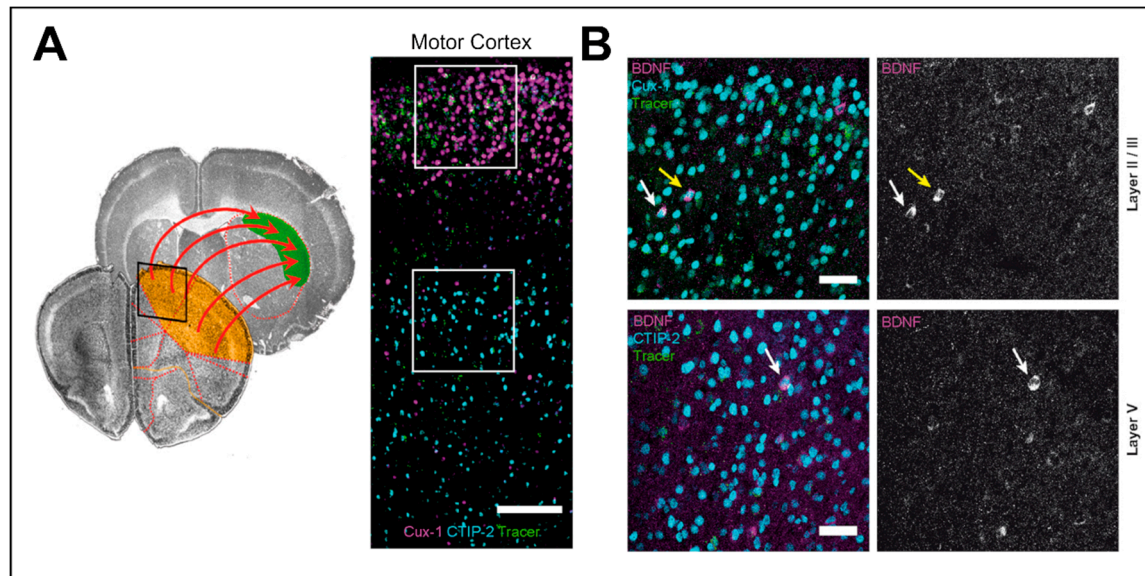 A
Motor Cortex
Cux-1 CTIP-2 Tracer
B
BDNF
Cux-1
Tracer
BDNF
Layer II / III
BDNF
CTIP-2
Tracer
BDNF
Layer V